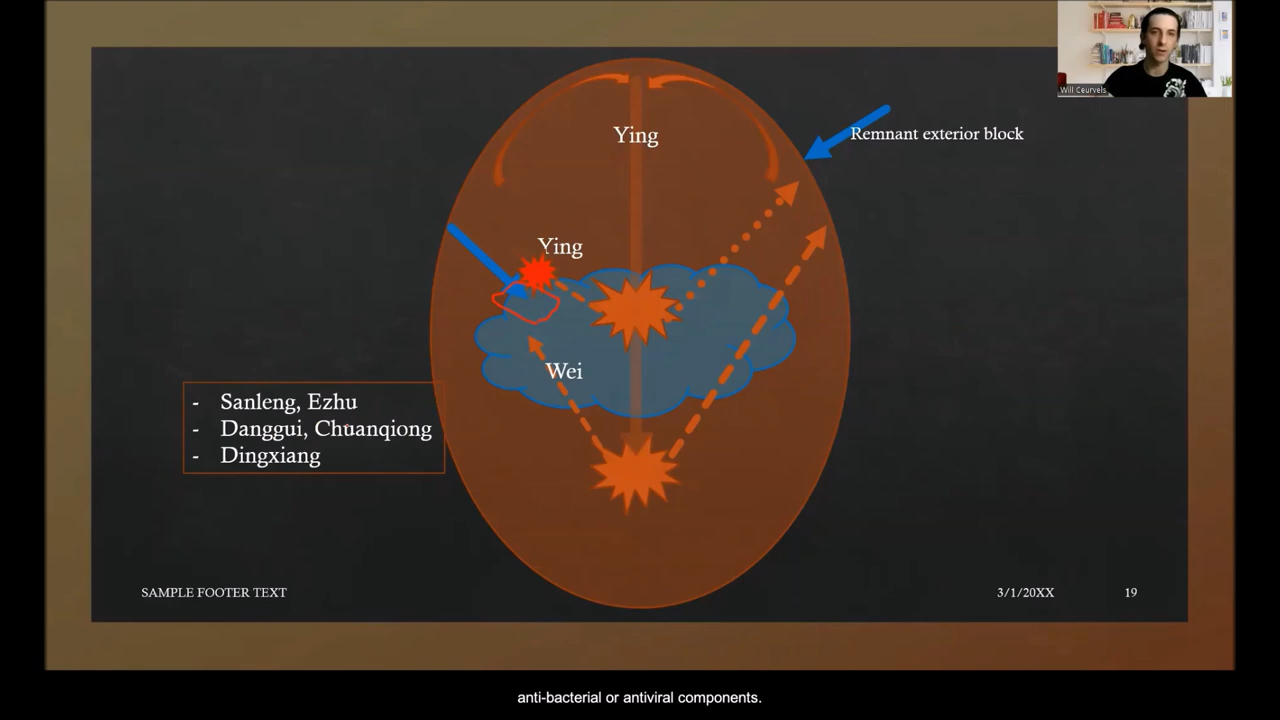 Will Ceurvels
Ying
Remnant exterior block
Ying
Wei
- Sanleng, Ezhu
- Danggui, Chuanqiong
- Dingxiang
SAMPLE FOOTER TEXT
3/1/20XX
19
anti-bacterial or antiviral components.